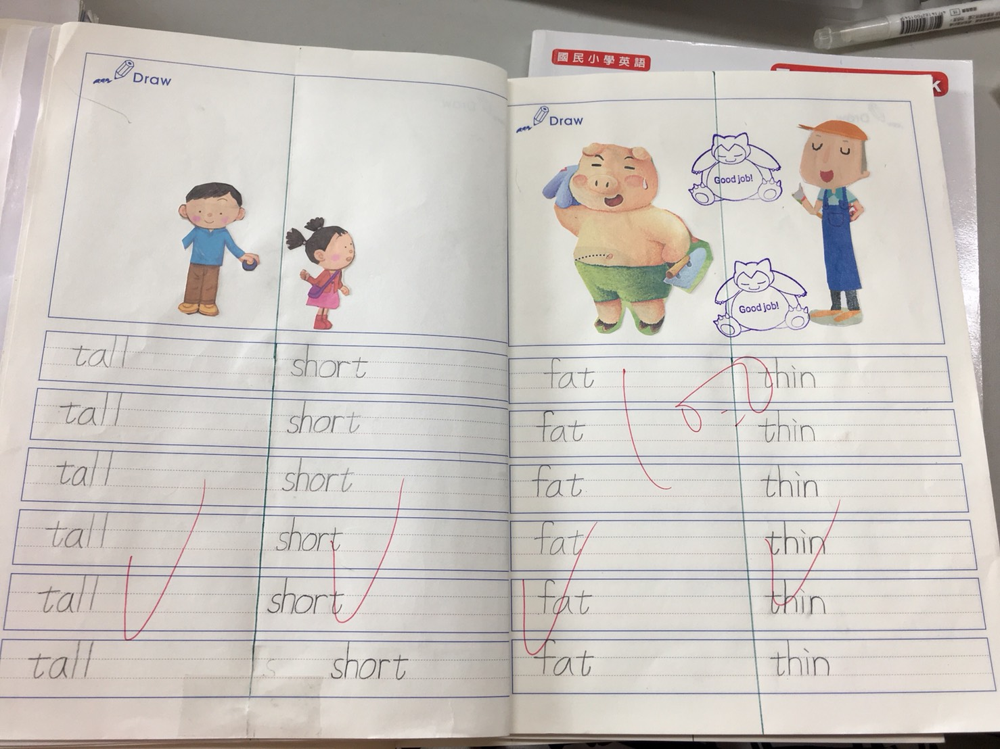 國民小學英語
k
Draw
tall short
tall short
tall short
tall short
tall short
tall s short
Draw
Good job!
Good job!
fat thin
fat thin
fat thin
fat thin
fat thin
fat thin